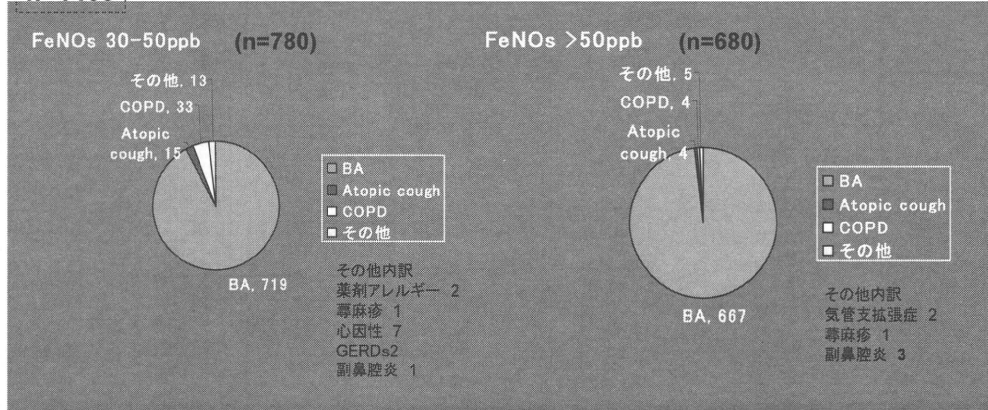 FeNOs 30-50ppb (n=780)
その他, 13
COPD, 33
Atopic
cough, 15
BA, 719
BA
Atopic cough
COPD
その他
その他内訳
薬剤アレルギー 2
蕁麻疹 1
心因性 7
GERDs2
副鼻腔炎 1
FeNOs >50ppb (n=680)
その他, 5
COPD, 4
Atopic
cough, 4
BA, 667
BA
Atopic cough
COPD
その他
その他内訳
気管支拡張症 2
蕁麻疹 1
副鼻腔炎 3